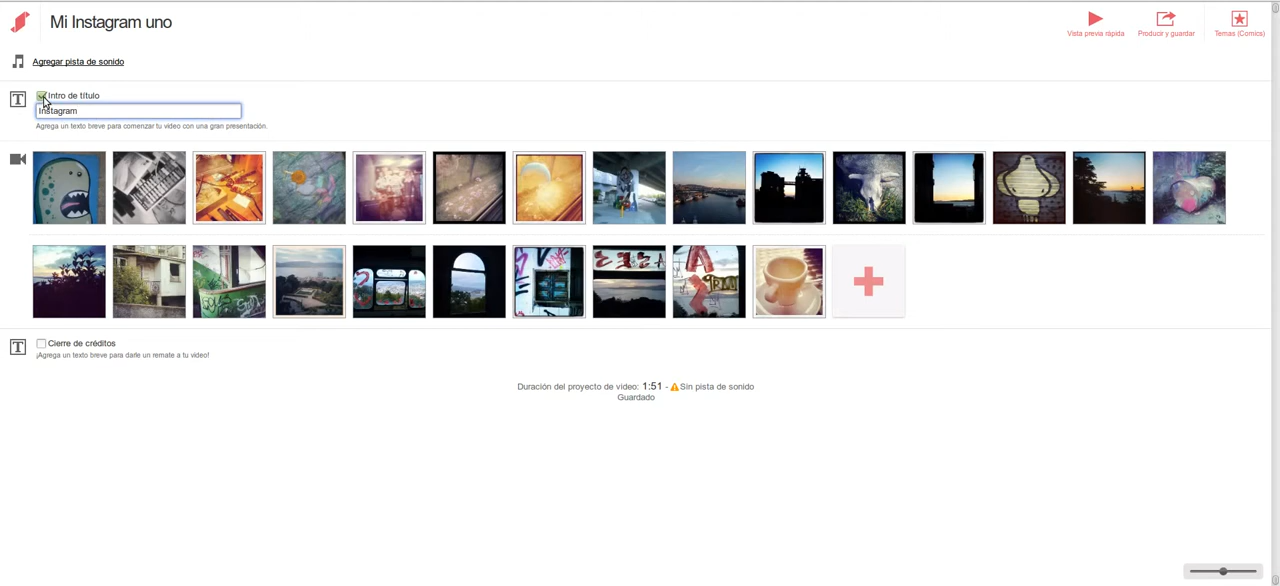 Mi Instagram uno
Vista previa rápida
Producir y guardar
Temas (Comics)
Agregar pista de sonido
T
Intro de título
Instagram
Agrega un texto breve para comenzar tu video con una gran presentación.
T
Cierre de créditos
¡Agrega un texto breve para darle un remate a tu video!
Duración del proyecto de video: 1:51 - Sin pista de sonido
Guardado